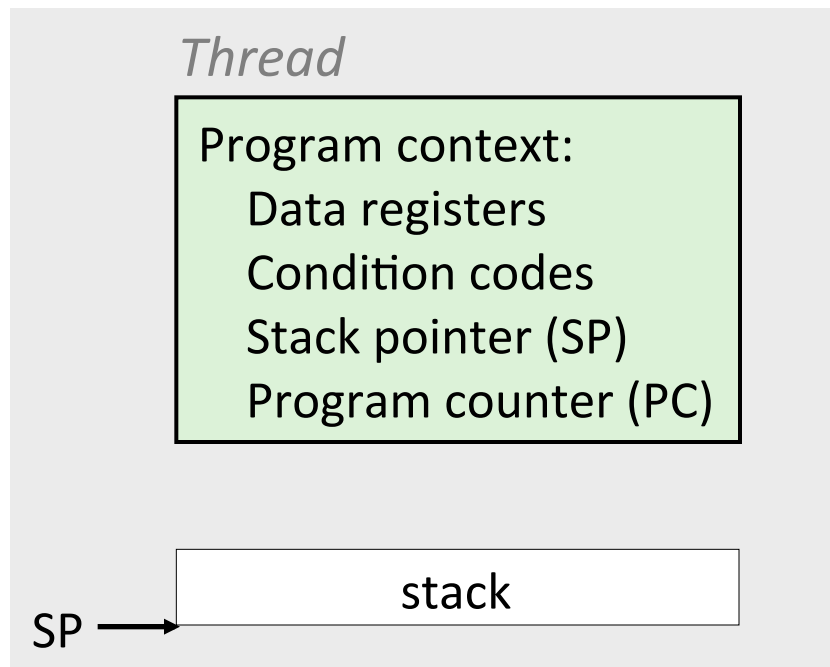 Thread
Program context:
Data registers
Condition codes
Stack pointer (SP)
Program counter (PC)
stack
SP